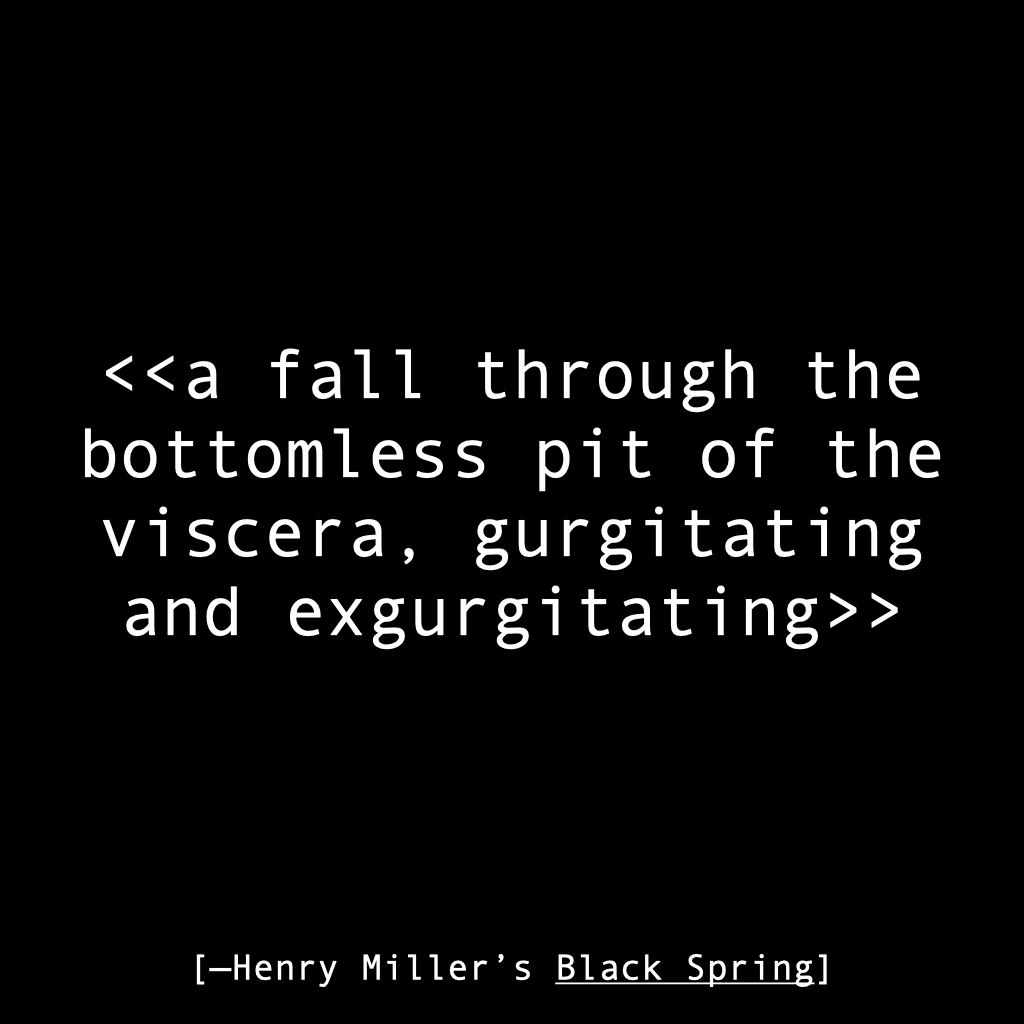 <<a fall through the
bottomless pit of the
viscera, gurgitating
and exgurgitating>>
[—Henry Miller’s Black Spring]